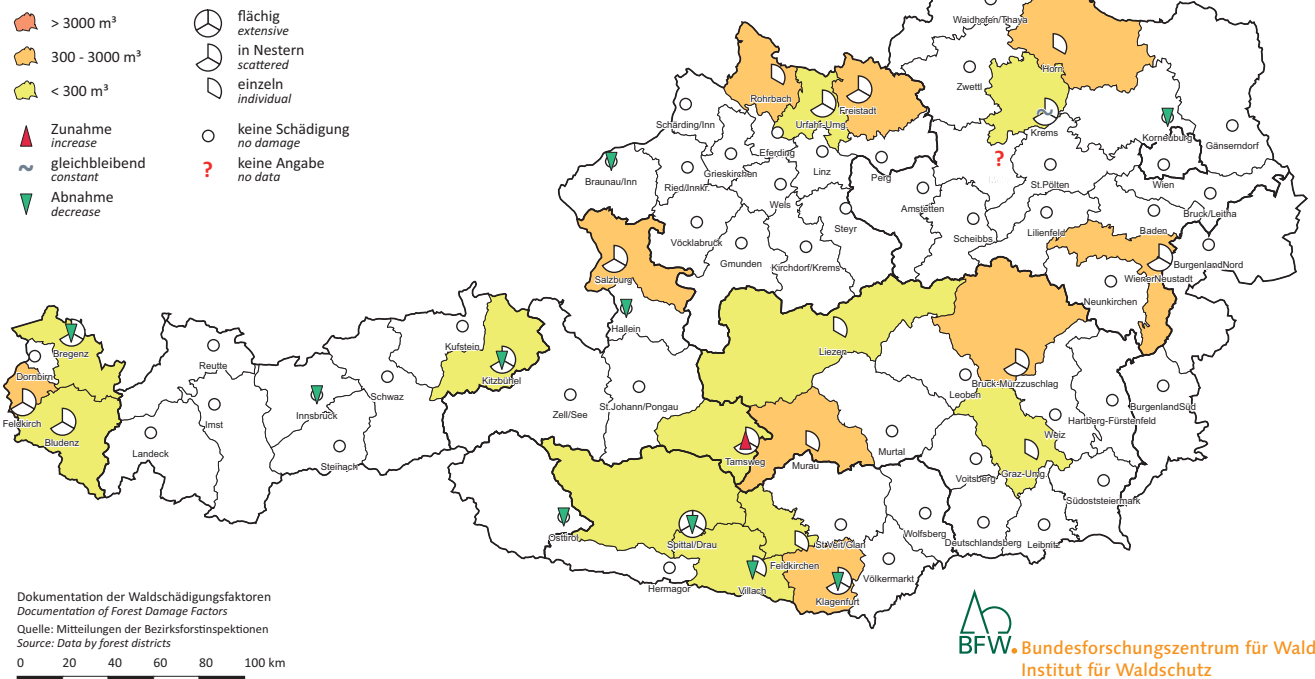 > 3000 m³
300 - 3000 m³
< 300 m³
Zunahme
increase
~ gleichbleibend
constant
Abnahme
decrease
flächig
extensive
in Nestern
scattered
einzeln
individual
keine Schädigung
no damage
? keine Angabe
no data
Waidhofen/Thaya
Horn
Zwettl
Rohrbach
Freistadt
Urfahr-Umg.
Krems
~
Korneuburg
Gänserndorf
Schärding/Inn
Eferding
Grieskirchen
Linz
Perg
?
St.Pölten
Wien
Braunau/Inn
Ried/Innkr.
Wels
Amstetten
Bruck/Leitha
Vöcklabruck
Steyr
Scheibbs
Lilienfeld
Baden
Gmunden
Kirchdorf/Krems
BurgenlandNord
Salzburg
WienerNeustadt
Neunkirchen
Hallein
Liezen
Bregenz
Kufstein
Reutte
Dornbirn
Kitzbühel
Bruck-Mürzzuschlag
Leoben
Schwaz
Innsbruck
Zell/See
St.Johann/Pongau
BurgenlandSüd
Hartberg-Fürstenfeld
Feldkirch
Bludenz
Imst
Landeck
Steinach
Weiz
Tamsweg
Murau
Murtal
Voitsberg
Graz-Umg.
Südoststeiermark
Osttirol
Spittal/Drau
St.Veit/Glan
Wolfsberg
Deutschlandsberg
Leibnitz
Feldkirchen
Hermagor
Villach
Klagenfurt
Völkermarkt
Dokumentation der Waldschädigungsfaktoren
Documentation of Forest Damage Factors
Quelle: Mitteilungen der Bezirksforstinspektionen
Source: Data by forest districts
0 20 40 60 80 100 km
BFW
Bundesforschungszentrum für Wald
Institut für Waldschutz